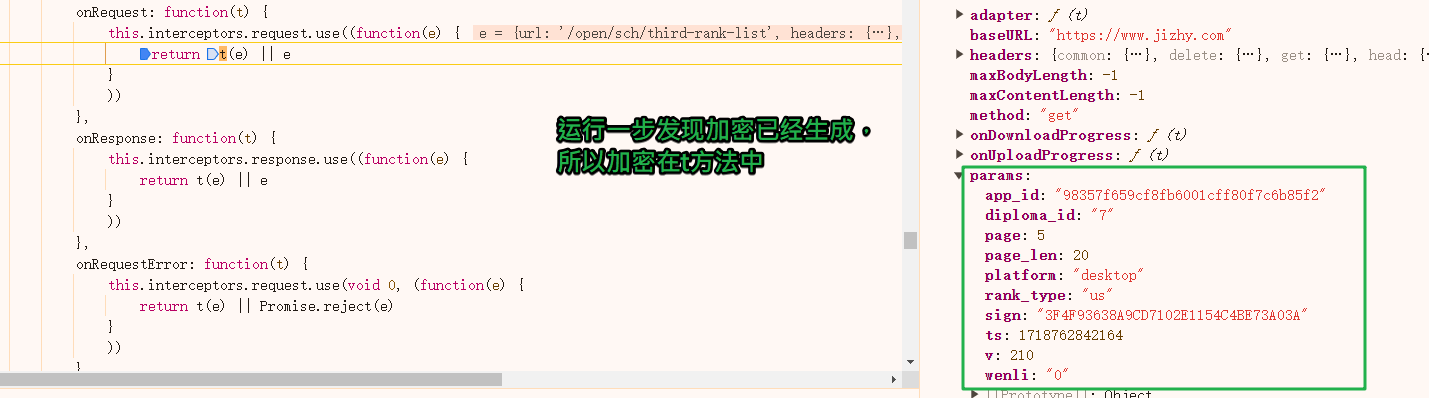 onRequest: function(t) {
this.interceptors.request.use((function(e) { e = {url: '/open/sch/third-rank-list', headers: {…},
return t(e) || e
}
))
},
onResponse: function(t) {
this.interceptors.response.use((function(e) {
return t(e) || e
}
))
},
onRequestError: function(t) {
this.interceptors.request.use(void 0, (function(e) {
return t(e) || Promise.reject(e)
}
))
}
运行一步发现加密已经生成，
所以加密在t方法中
adapter: ƒ (t)
baseURL: "https://www.jizhy.com"
headers: {common: {…}, delete: {…}, get: {…}, head: {…
maxBodyLength: -1
maxContentLength: -1
method: "get"
onDownloadProgress: ƒ (t)
onUploadProgress: ƒ (t)
params:
app_id: "98357f659cf8fb6001cff80f7c6b85f2"
diploma_id: "7"
page: 5
page_len: 20
platform: "desktop"
rank_type: "us"
sign: "3F4F93638A9CD7102E1154C4BE73A03A"
ts: 1718762842164
v: 210
wenli: "0"
[[Prototype]]: Object